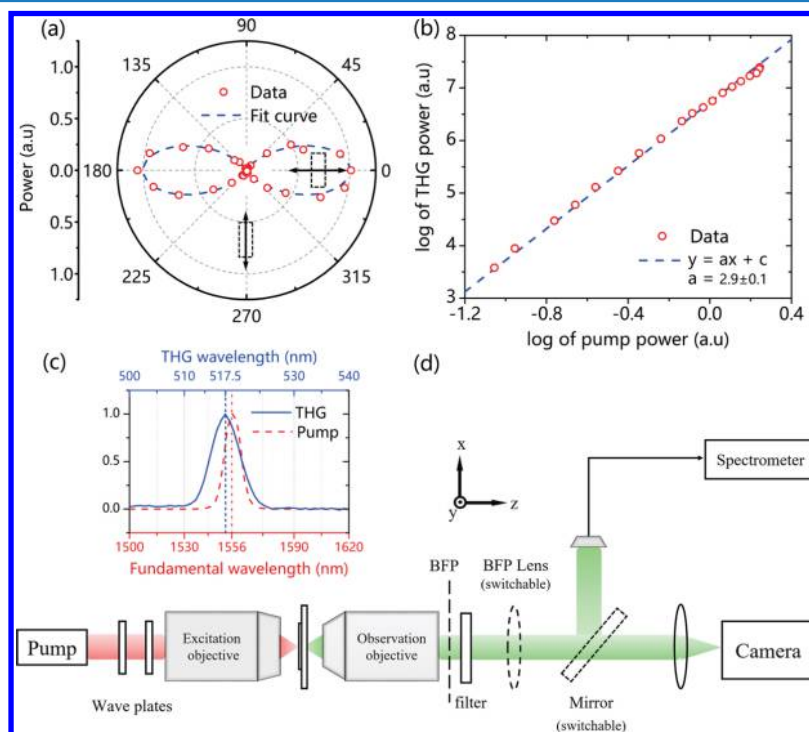 (a)
90
135
45
180
0
225
315
270
Power (a.u)
1.0
0.5
0.0
0.5
1.0
Data
Fit curve
(b)
log of THG power (a.u)
8
7
6
5
4
3
Data
y = ax + c
a = 2.9±0.1
-1.2
-0.8
-0.4
0.0
0.4
log of pump power (a.u)
(c)
THG wavelength (nm)
500
510
517.5
530
540
1.0
0.5
0.0
THG
Pump
1500
1530
1556
1590
1620
Fundamental wavelength (nm)
(d)
x
y
z
Spectrometer
BFP
BFP Lens
(switchable)
Pump
Wave plates
Excitation
objective
Observation
objective
filter
Mirror
(switchable)
Camera